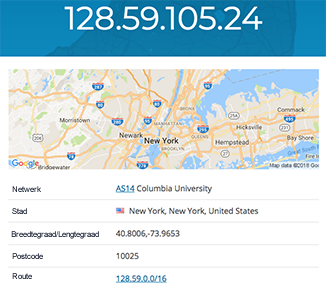 128.59.105.24
Commack
Morristown
BRONX
MANHATTAN
Hicksville
Bay Shore
Newark
New York
Hempstead
BROOKLYN
Bridgewater
Google
Map data ©2018 Goo
Netwerk AS14 Columbia University
Stad New York, New York, United States
Breedtegraad/Lengtegraad 40.8006,-73.9653
Postcode 10025
Route 128.59.0.0/16